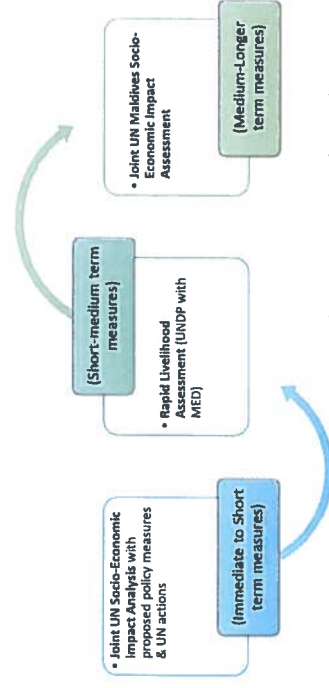 • Joint UN Socio-Economic
Impact Analysis with
proposed policy measures
& UN actions
(Immediate to Short
term measures)
(Short-medium term
measures)
• Rapid Livelihood
Assessment (UNDP with
MED)
• Joint UN Maldives Socio-
Economic Impact
Assessment
(Medium-Longer
term measures)